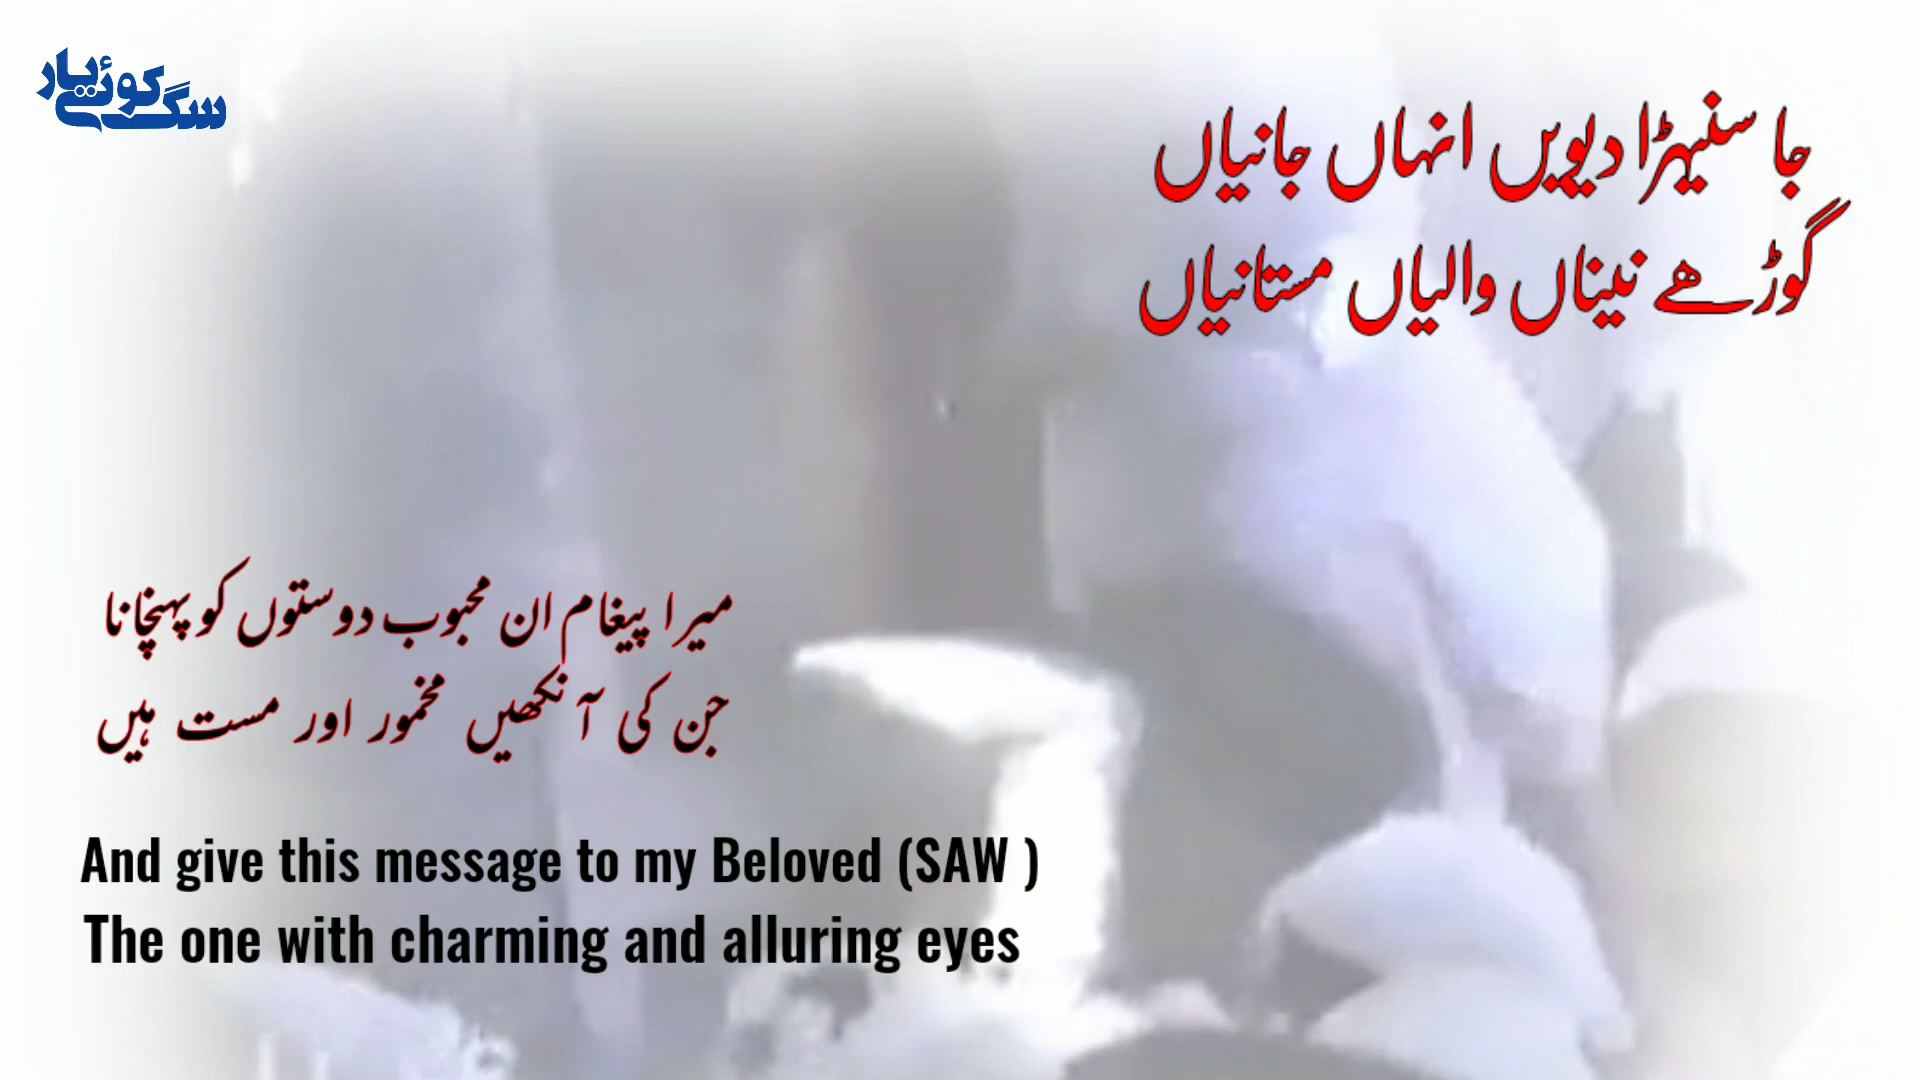 سگ کوئے یار
جا سنیہڑا دیویں انہاں جانیاں
گوڑھے نیناں والیاں مستانیاں
میرا پیغام ان محبوب دوستوں کو پہنچانا
جن کی آنکھیں مخمور اور مست ہیں
And give this message to my Beloved (SAW )
The one with charming and alluring eyes